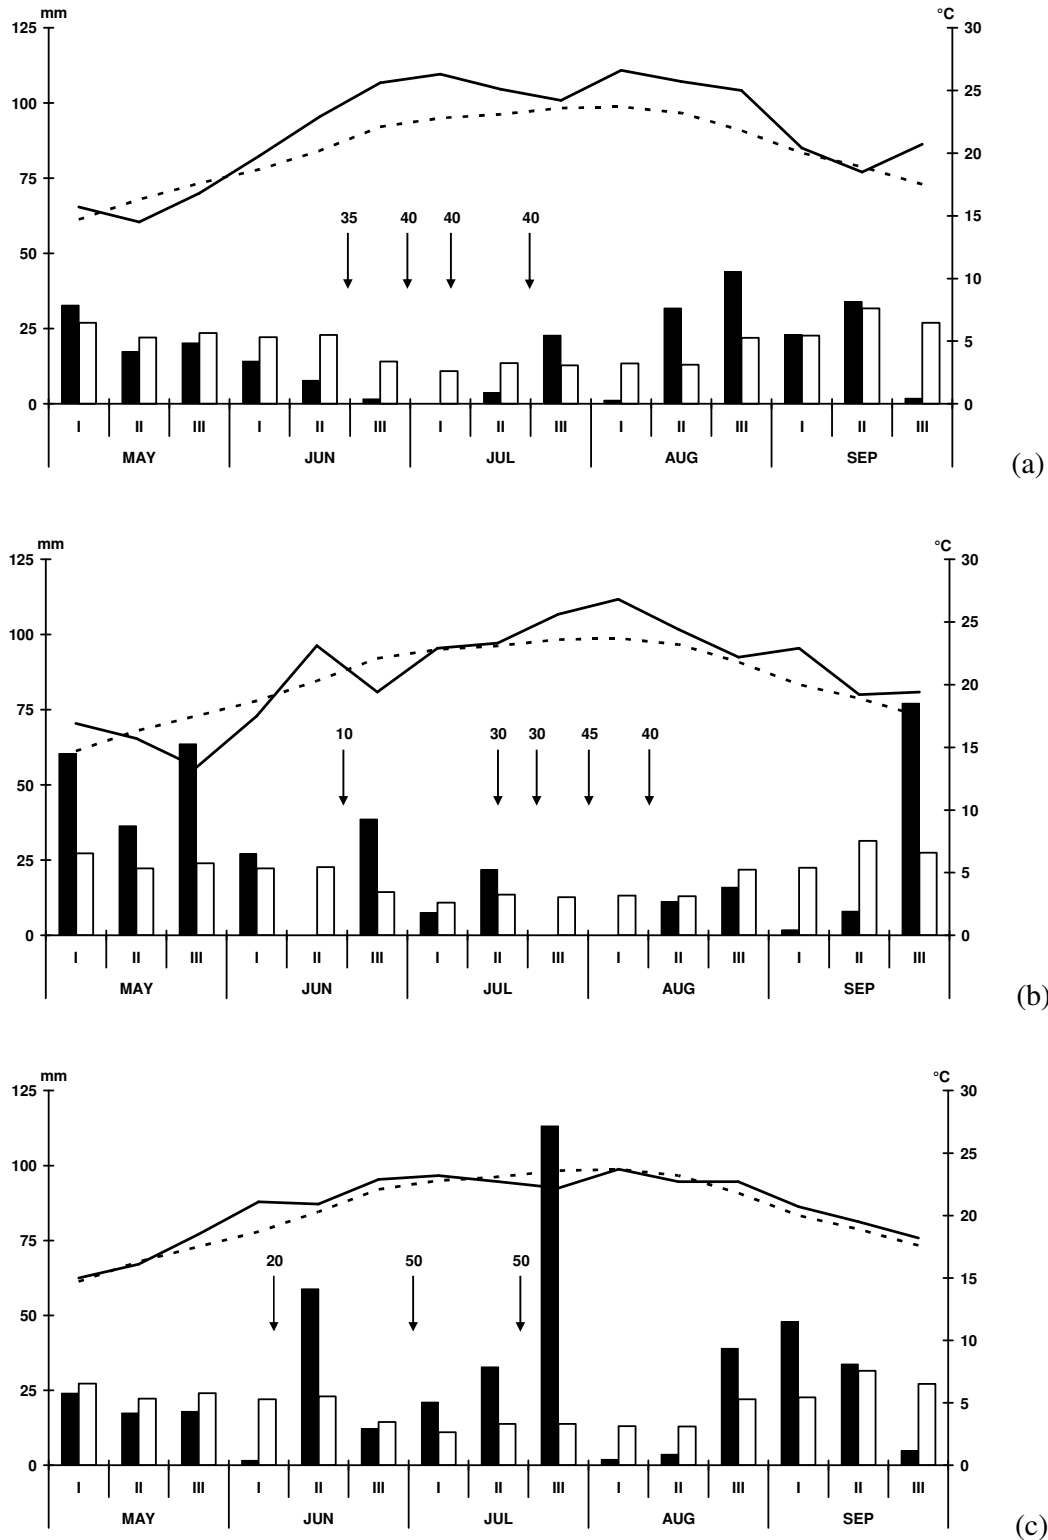 mm °C
125 30
100 25
20
75
15
50
10
25
5
0 0
35 40 40 40
I II III I II III I II III I II III I II III
MAY JUN JUL AUG SEP
(a)
mm °C
125 30
100 25
20
75
15
50
10
25
5
0 0
10 30 30 45 40
I II III I II III I II III I II III I II III
MAY JUN JUL AUG SEP
(b)
mm °C
125 30
100 25
20
75
15
50
10
25
5
0 0
20 50 50
I II III I II III I II III I II III I II III
MAY JUN JUL AUG SEP
(c)